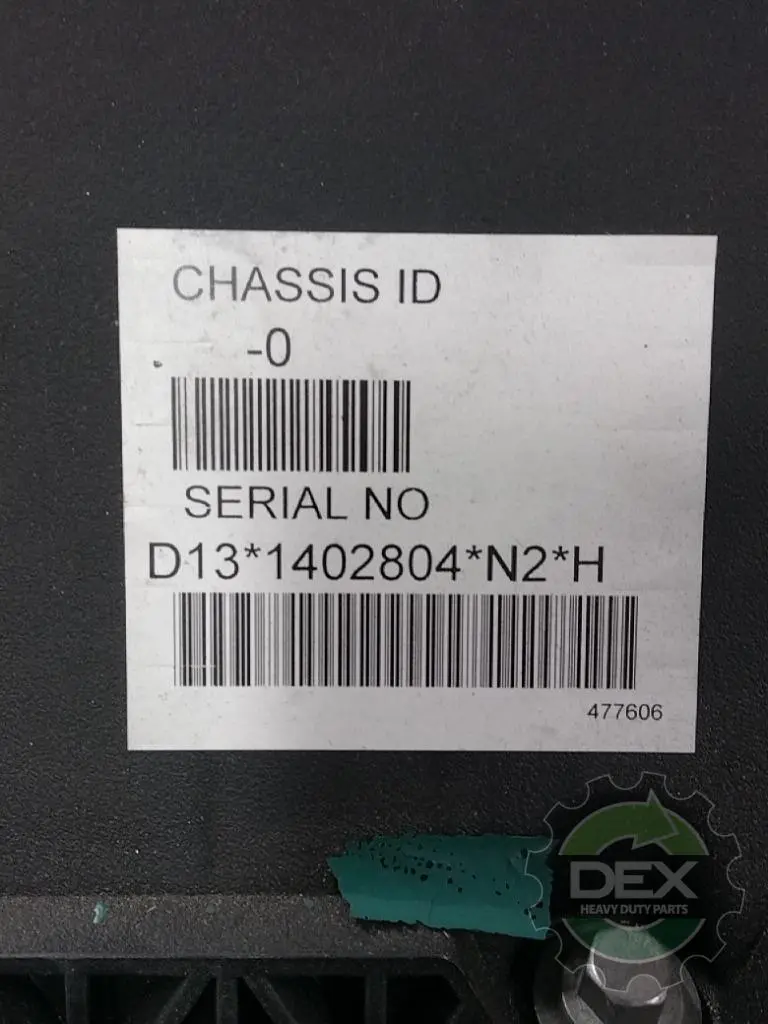 CHASSIS ID
-0
SERIAL NO
D13*1402804*N2*H
477606
DEX
HEAVY DUTY PARTS